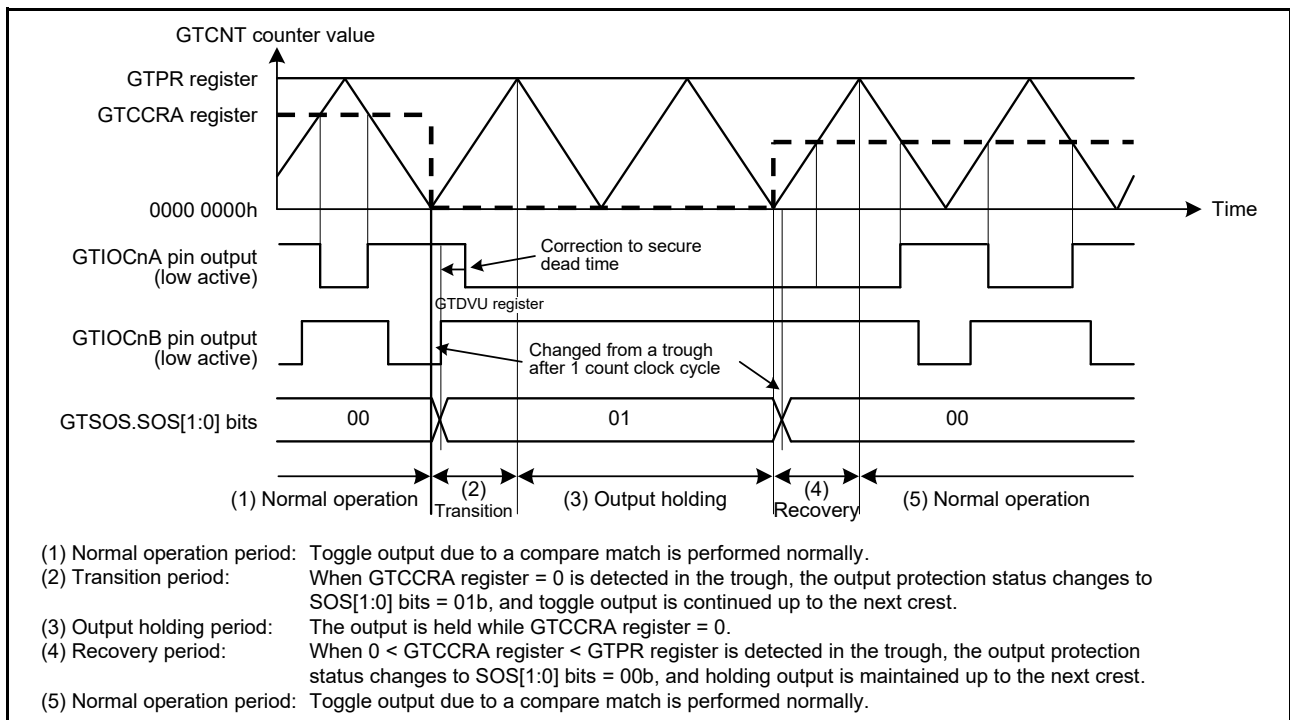 GTCNT counter value
GTPR register
GTCCRA register
0000 0000h
Time
GTIOCnA pin output
(low active)
Correction to secure
dead time
GTDVU register
GTIOCnB pin output
(low active)
Changed from a trough
after 1 count clock cycle
GTSOS.SOS[1:0] bits
00
01
00
(1) Normal operation
(2)
Transition
(3) Output holding
(4)
Recovery
(5) Normal operation
(1) Normal operation period: Toggle output due to a compare match is performed normally.
(2) Transition period: When GTCCRA register = 0 is detected in the trough, the output protection status changes to
SOS[1:0] bits = 01b, and toggle output is continued up to the next crest.
(3) Output holding period: The output is held while GTCCRA register = 0.
(4) Recovery period: When 0 < GTCCRA register < GTPR register is detected in the trough, the output protection
status changes to SOS[1:0] bits = 00b, and holding output is maintained up to the next crest.
(5) Normal operation period: Toggle output due to a compare match is performed normally.